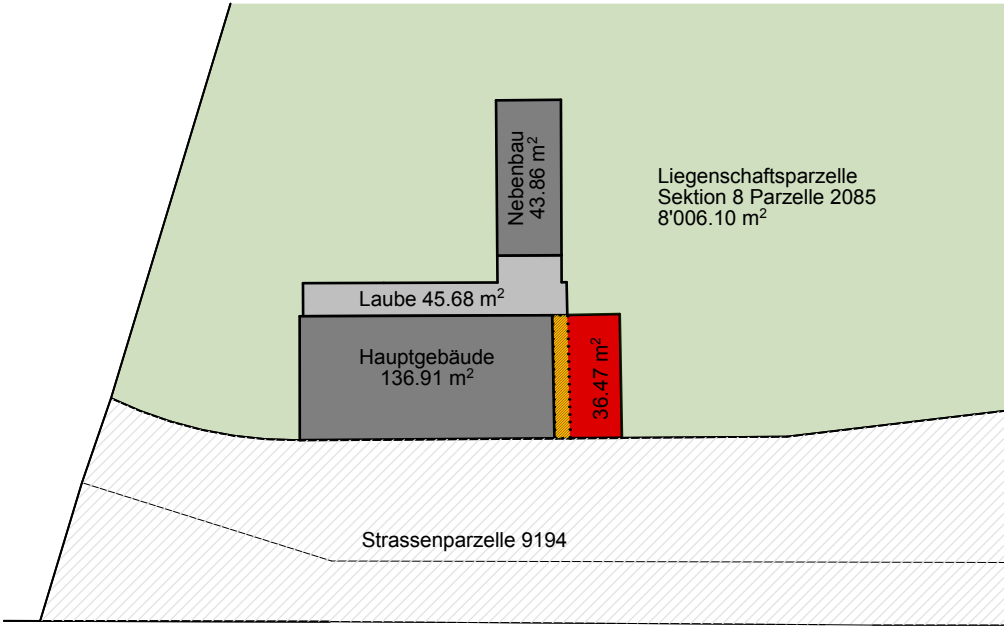 Nebenbau
43.86 m²
Liegenschaftsparzelle
Sektion 8 Parzelle 2085
8'006.10 m²
Laube 45.68 m²
Hauptgebäude
136.91 m²
36.47 m²
Strassenparzelle 9194